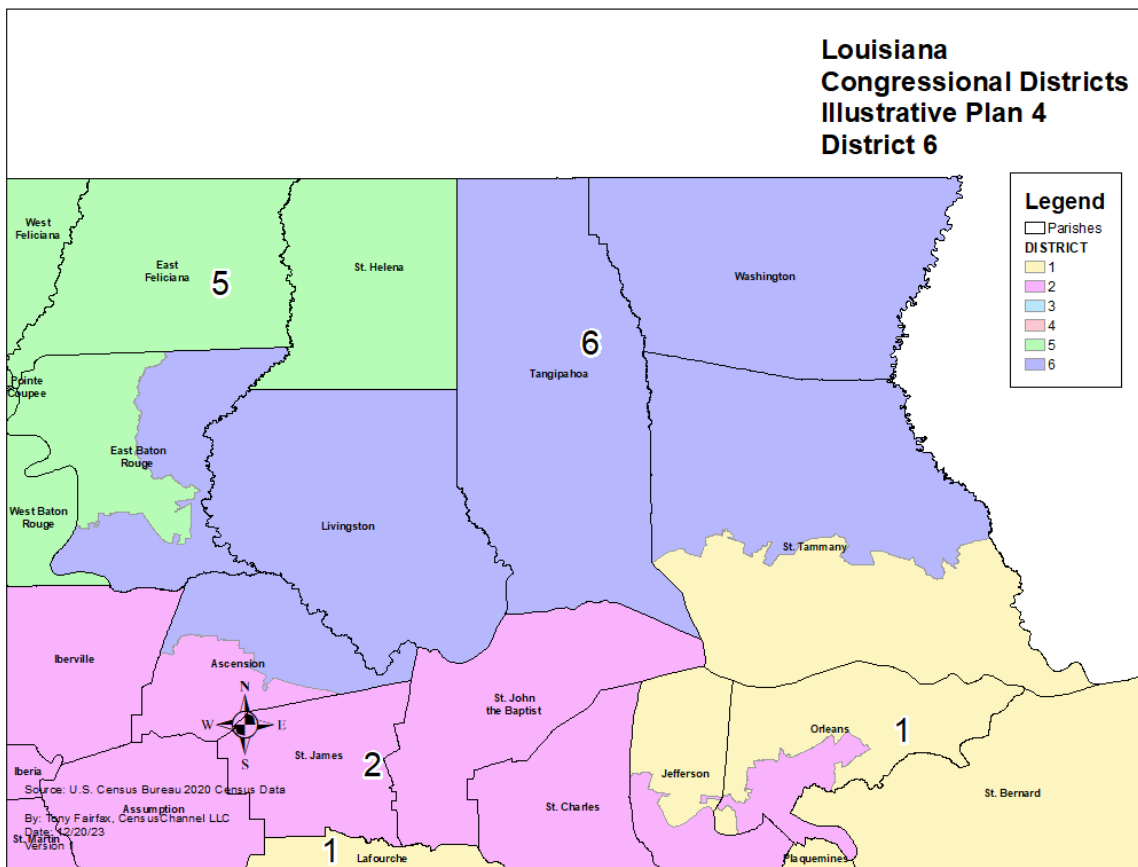 Louisiana
Congressional Districts
Illustrative Plan 4
District 6
Legend
Parishes
DISTRICT
1
2
3
4
5
6
West
Feliciana
East
Feliciana
5
St. Helena
Washington
6
Tangipahoa
Pointe
Coupee
East Baton
Rouge
West Baton
Rouge
Livingston
St. Tammany
Iberville
Ascension
N
W
E
S
St. John
the Baptist
Orleans
1
St. James
2
Jefferson
Iberia
St. Bernard
Source: U.S. Census Bureau 2020 Census Data
Assumption
St. Charles
By: Tony Fairfax, CensusChannel LLC
Date: 12/20/23
St. Martin
Version 1
1
Lafourche
Plaquemines